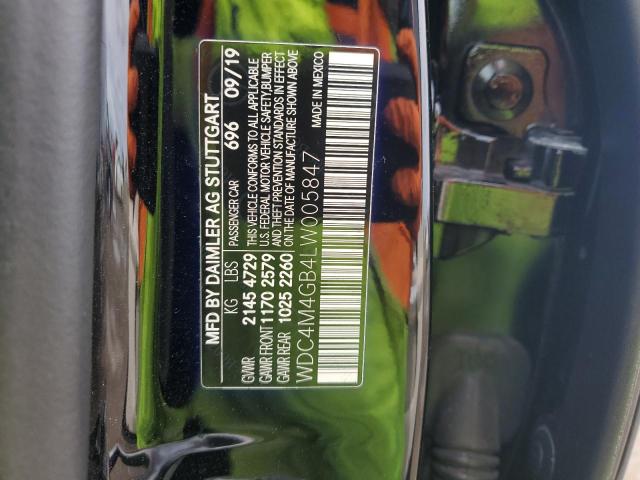 MFD BY DAIMLER AG STUTTGART 696 09/19
KG LBS PASSENGER CAR
GVWR 2145 4729 THIS VEHICLE CONFORMS TO ALL APPLICABLE
GAWR FRONT 1170 2579 U.S. FEDERAL MOTOR VEHICLE SAFETY,BUMPER
GAWR REAR 1025 2260 AND THEFT PREVENTION STANDARDS IN EFFECT
ON THE DATE OF MANUFACTURE SHOWN ABOVE
WDC4M4GB4LW005847 MADE IN MEXICO